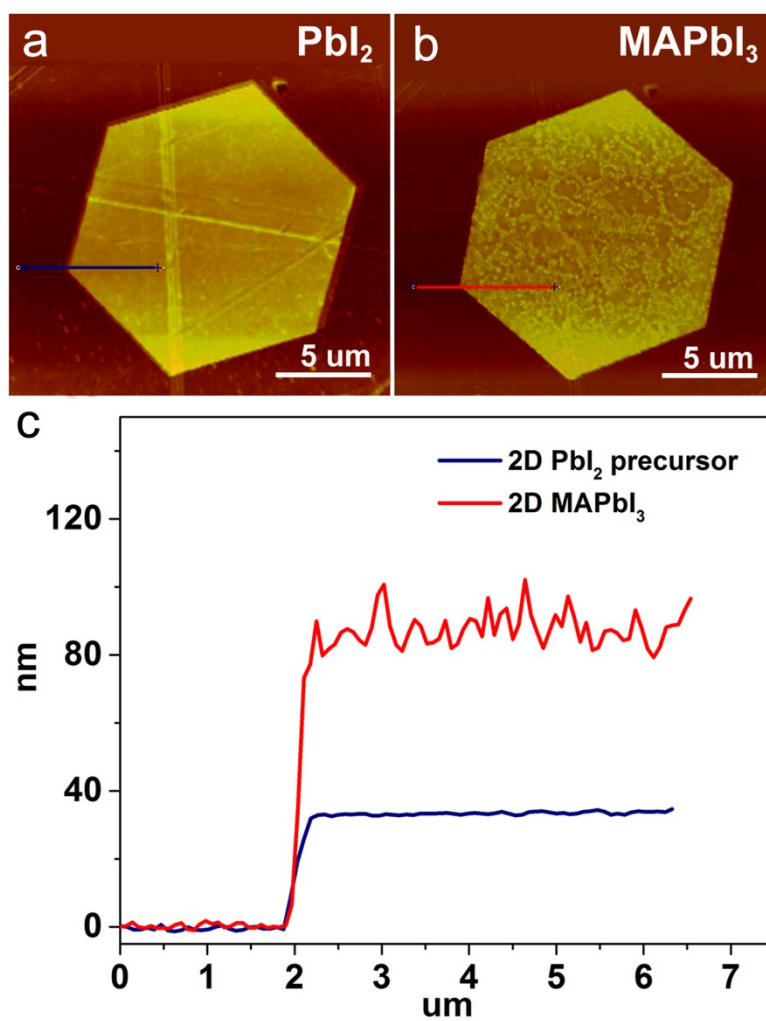 a PbI₂
b MAPbI₃
5 um
5 um
c
2D PbI₂ precursor
2D MAPbI₃
120
80
40
0
nm
0 1 2 3 4 5 6 7
um